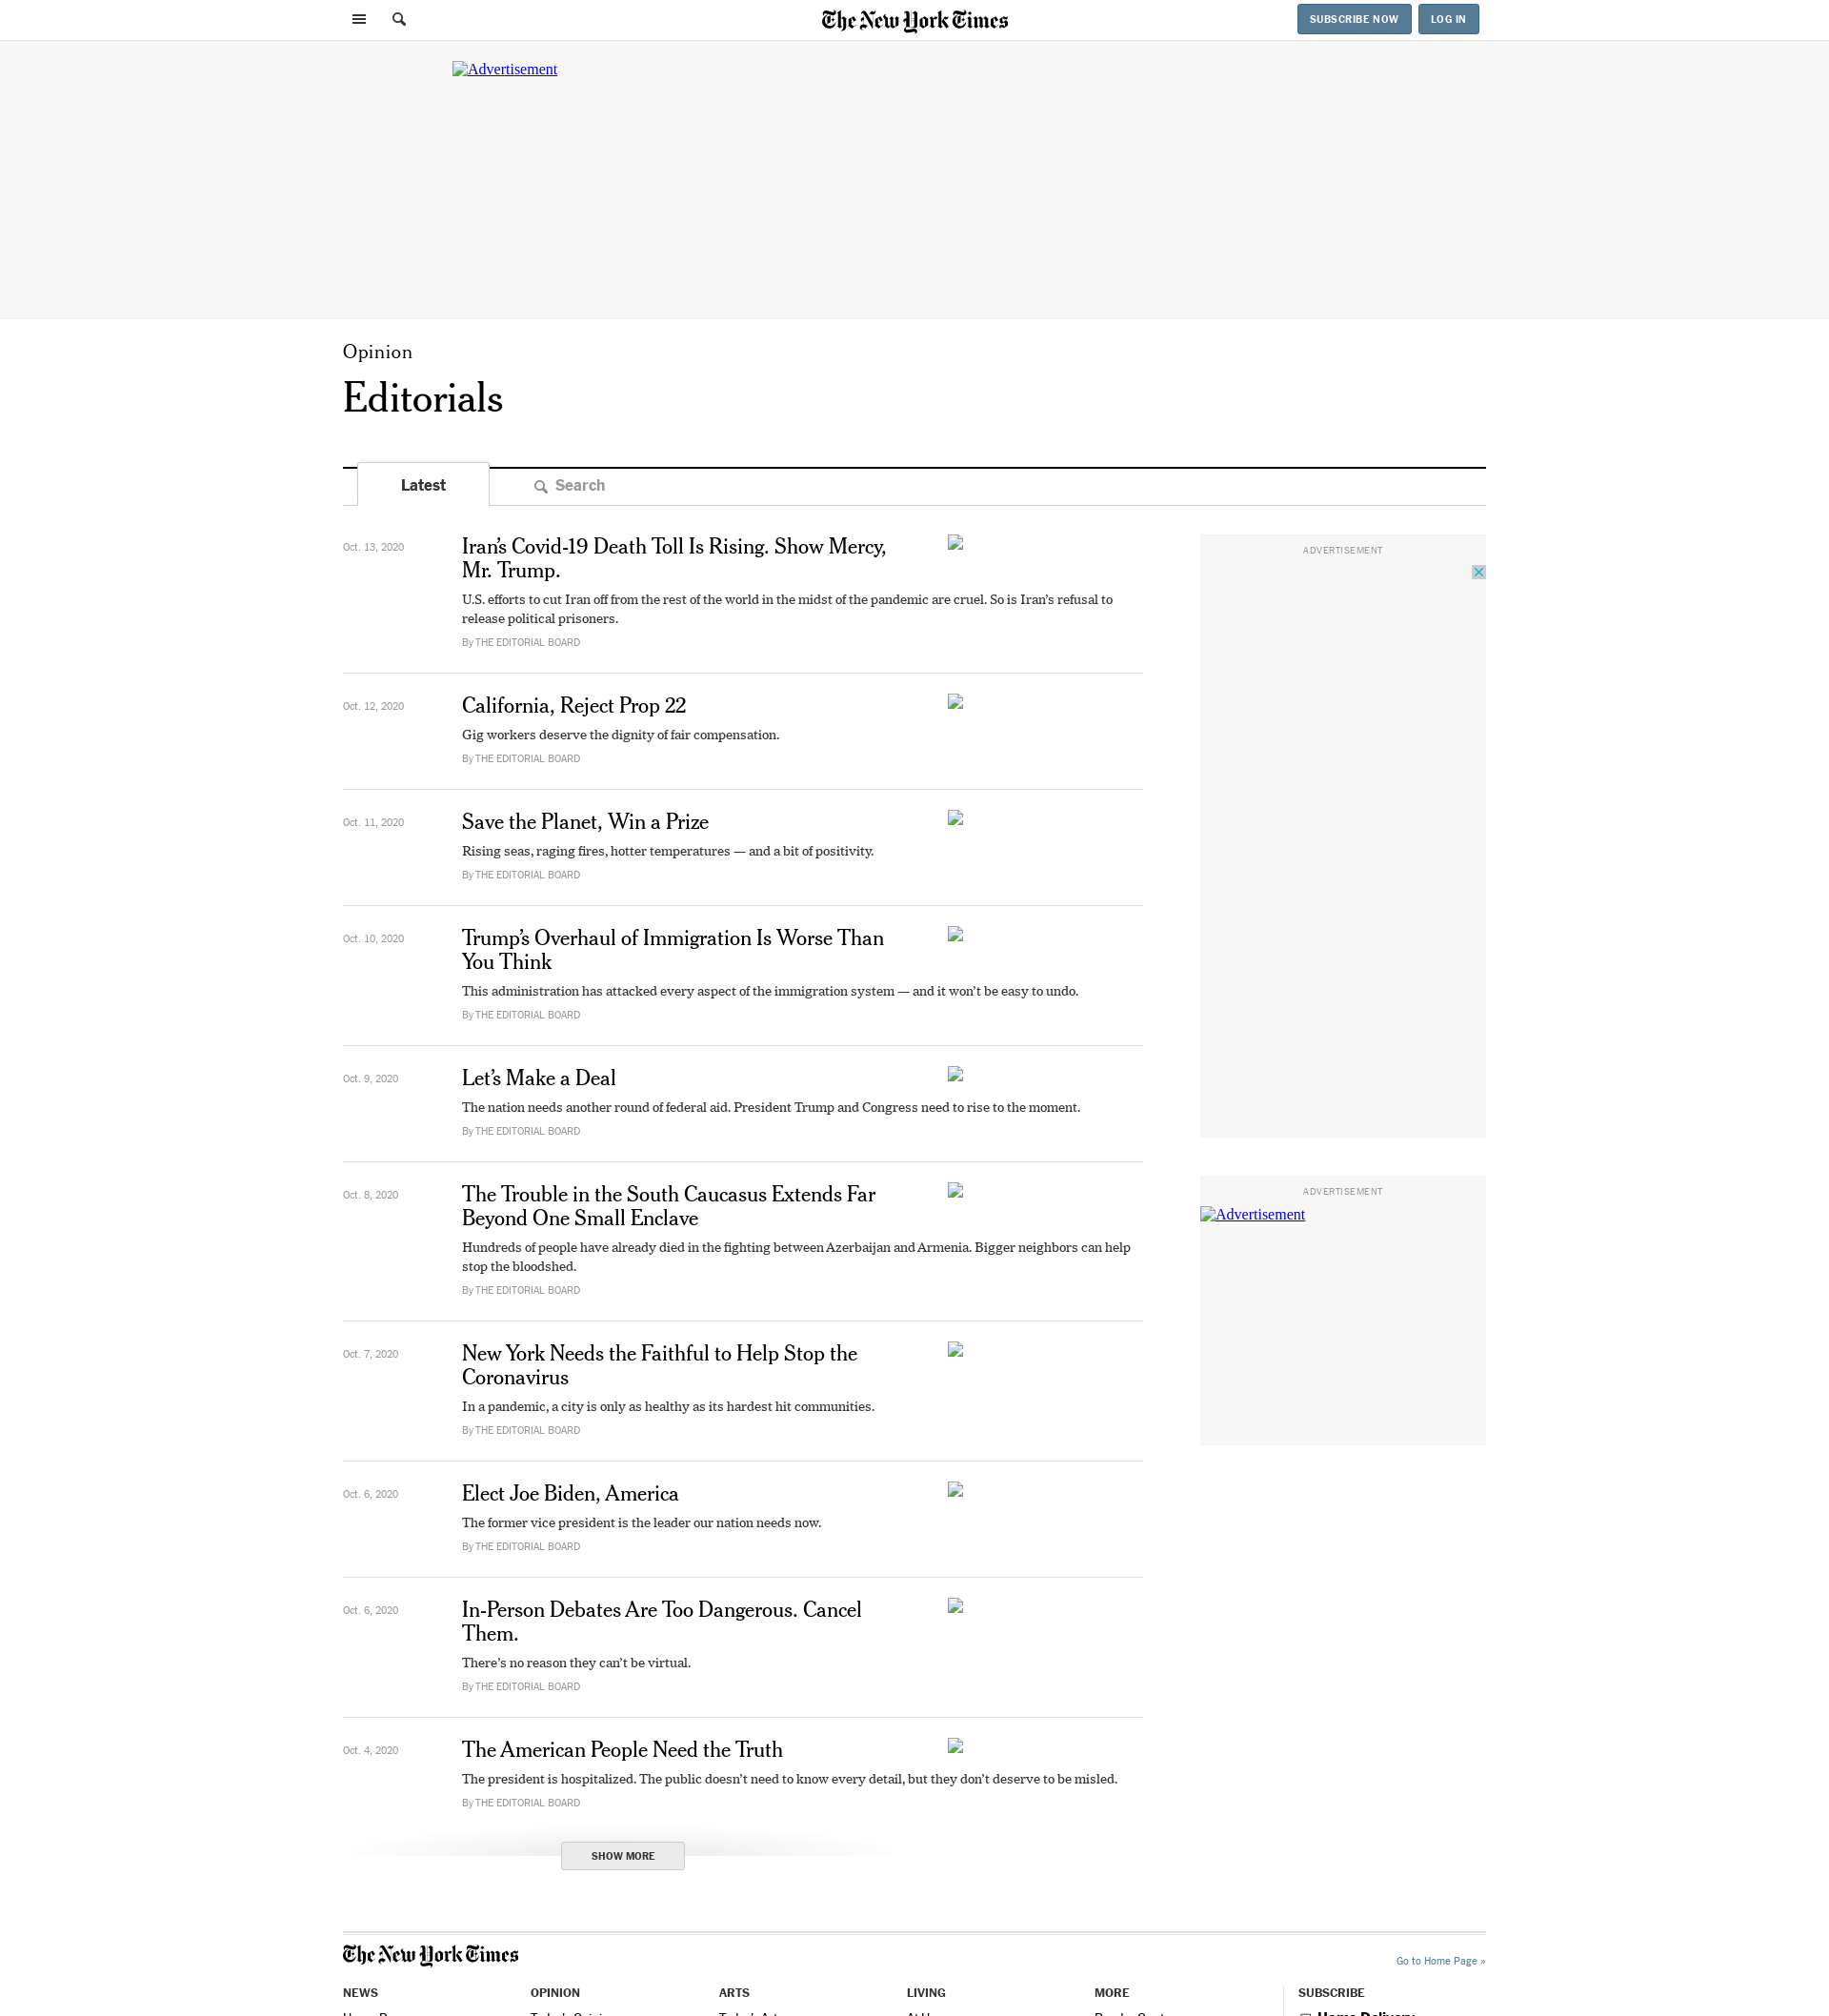 The New York Times
SUBSCRIBE NOW
LOG IN
Advertisement
Opinion
Editorials
Latest
Search
Oct. 13, 2020
Iran’s Covid-19 Death Toll Is Rising. Show Mercy,
Mr. Trump.
U.S. efforts to cut Iran off from the rest of the world in the midst of the pandemic are cruel. So is Iran’s refusal to
release political prisoners.
By THE EDITORIAL BOARD
Oct. 12, 2020
California, Reject Prop 22
Gig workers deserve the dignity of fair compensation.
By THE EDITORIAL BOARD
Oct. 11, 2020
Save the Planet, Win a Prize
Rising seas, raging fires, hotter temperatures — and a bit of positivity.
By THE EDITORIAL BOARD
Oct. 10, 2020
Trump’s Overhaul of Immigration Is Worse Than
You Think
This administration has attacked every aspect of the immigration system — and it won’t be easy to undo.
By THE EDITORIAL BOARD
Oct. 9, 2020
Let’s Make a Deal
The nation needs another round of federal aid. President Trump and Congress need to rise to the moment.
By THE EDITORIAL BOARD
Oct. 8, 2020
The Trouble in the South Caucasus Extends Far
Beyond One Small Enclave
Hundreds of people have already died in the fighting between Azerbaijan and Armenia. Bigger neighbors can help
stop the bloodshed.
By THE EDITORIAL BOARD
Oct. 7, 2020
New York Needs the Faithful to Help Stop the
Coronavirus
In a pandemic, a city is only as healthy as its hardest hit communities.
By THE EDITORIAL BOARD
Oct. 6, 2020
Elect Joe Biden, America
The former vice president is the leader our nation needs now.
By THE EDITORIAL BOARD
Oct. 6, 2020
In-Person Debates Are Too Dangerous. Cancel
Them.
There’s no reason they can’t be virtual.
By THE EDITORIAL BOARD
Oct. 4, 2020
The American People Need the Truth
The president is hospitalized. The public doesn’t need to know every detail, but they don’t deserve to be misled.
By THE EDITORIAL BOARD
SHOW MORE
ADVERTISEMENT
ADVERTISEMENT
Advertisement
The New York Times
Go to Home Page »
NEWS
OPINION
ARTS
LIVING
MORE
SUBSCRIBE
Home Delivery